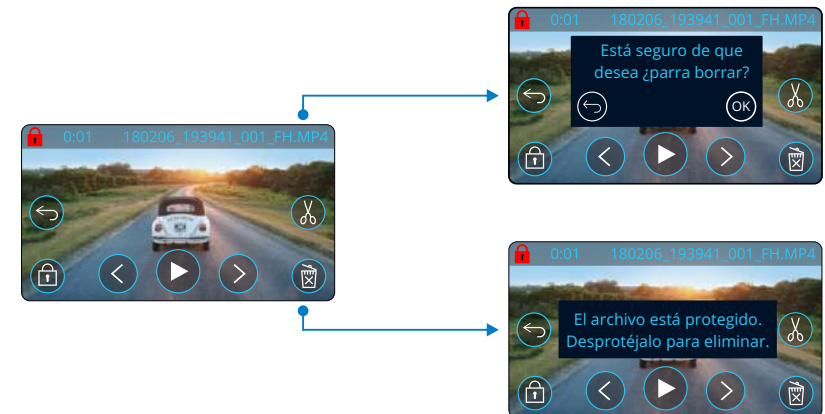 0:01 180206_193941_001_FH.MP4
Está seguro de que
desea ¿parra borrar?
OK
0:01 180206_193941_001_FH.MP4
0:01 180206_193941_001_FH.MP4
El archivo está protegido.
Desprotéjalo para eliminar.